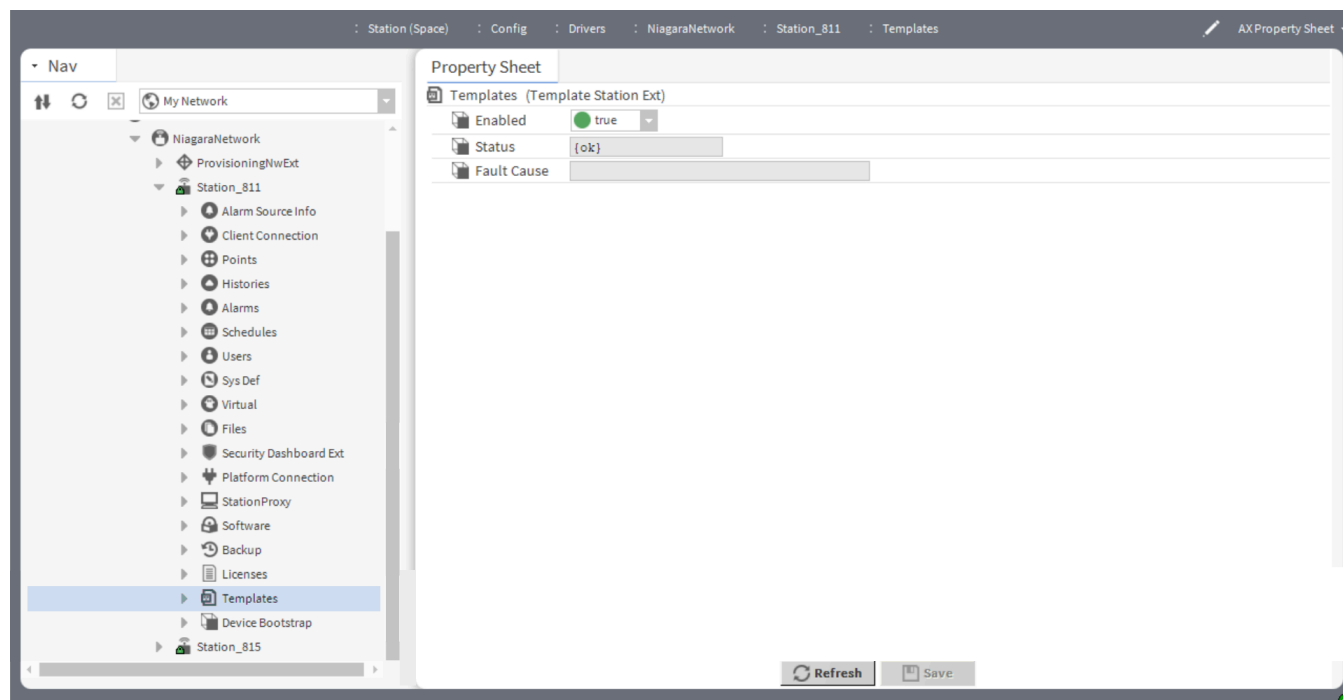 : Station (Space) : Config : Drivers : NiagaraNetwork : Station_811 : Templates AX Property Sheet
Nav
My Network
NiagaraNetwork
ProvisioningNwExt
Station_811
Alarm Source Info
Client Connection
Points
Histories
Alarms
Schedules
Users
Sys Def
Virtual
Files
Security Dashboard Ext
Platform Connection
StationProxy
Software
Backup
Licenses
Templates
Device Bootstrap
Station_815
Property Sheet
Templates (Template Station Ext)
Enabled true
Status {ok}
Fault Cause
Refresh Save